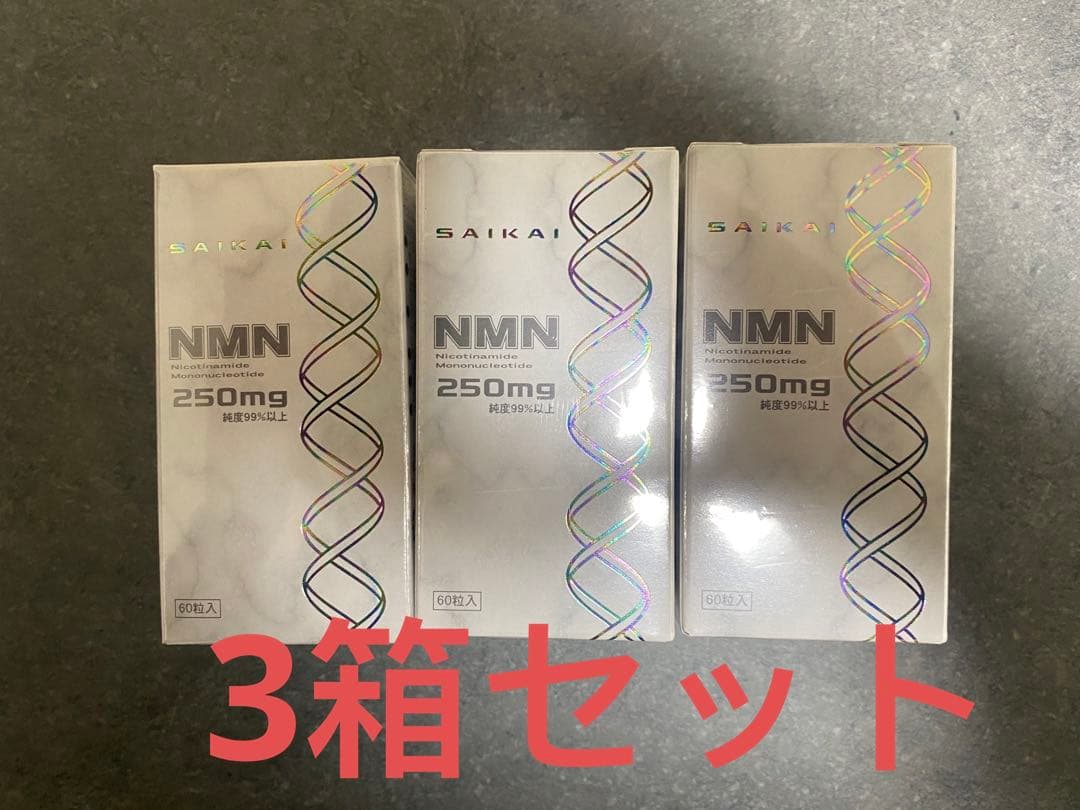 SAIKAI
NMN
Nicotinamide
Mononucleotide
250mg
純度99%以上
60粒入
SAIKAI
NMN
Nicotinamide
Mononucleotide
250mg
純度99%以上
60粒入
SAIKAI
NMN
Nicotinamide
Mononucleotide
250mg
純度99%以上
60粒入
3箱セット